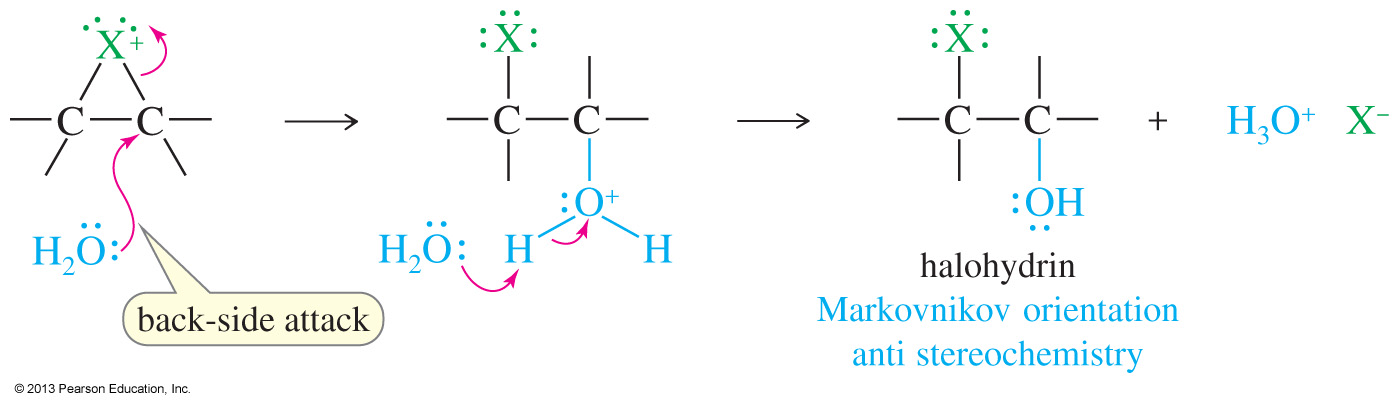 X+ :X: :X:
C C C C C C + H₃O⁺ X⁻
H₂O: H₂O: H :O⁺ H :OH
back-side attack
halohydrin
Markovnikov orientation
anti stereochemistry
© 2013 Pearson Education, Inc.